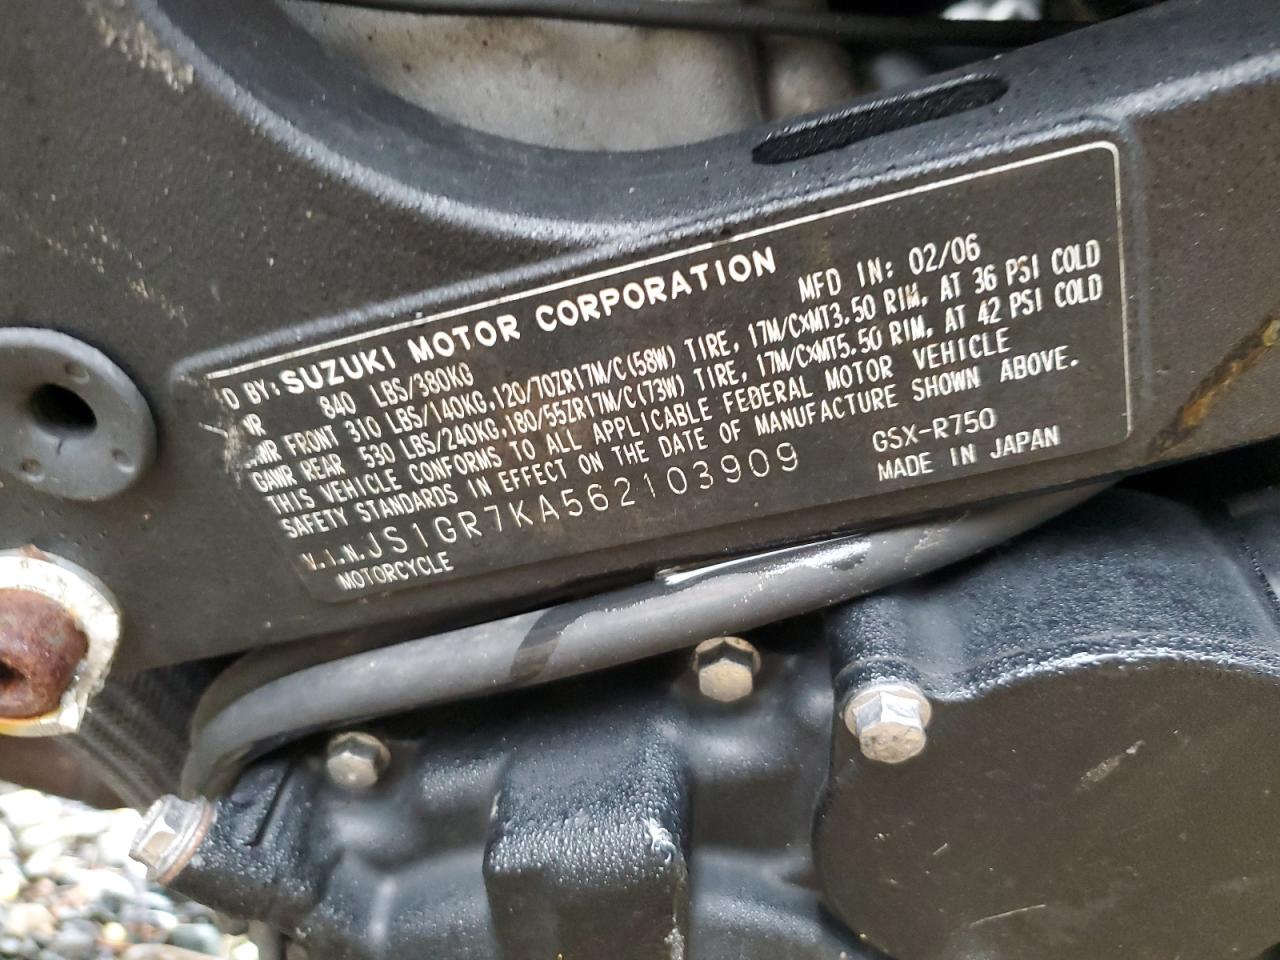 D BY: SUZUKI MOTOR CORPORATION MFD IN: 02/06
840 LBS/380KG
FRONT 310 LBS/140KG, 120/70ZR17M/C(58W) TIRE, 17M/CxMT3.50 RIM, AT 36 PSI COLD
GAWR REAR 530 LBS/240KG, 180/55ZR17M/C(73W) TIRE, 17M/CxMT5.50 RIM, AT 42 PSI COLD
THIS VEHICLE CONFORMS TO ALL APPLICABLE FEDERAL MOTOR VEHICLE
SAFETY STANDARDS IN EFFECT ON THE DATE OF MANUFACTURE SHOWN ABOVE.
V.I.N. JS1GR7KA562103909 GSX-R750
MOTORCYCLE MADE IN JAPAN